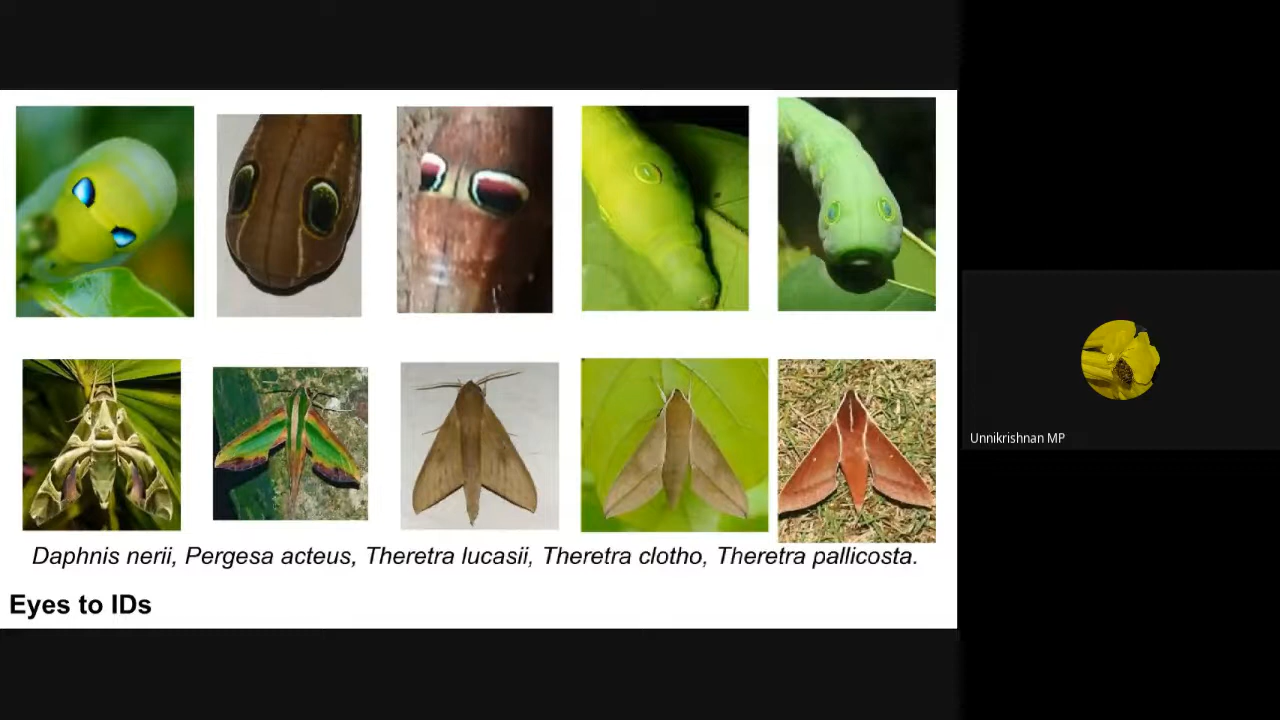 Daphnis nerii, Pergesa acteus, Theretra lucasii, Theretra clotho, Theretra pallicosta.
Eyes to IDs
Unnikrishnan MP